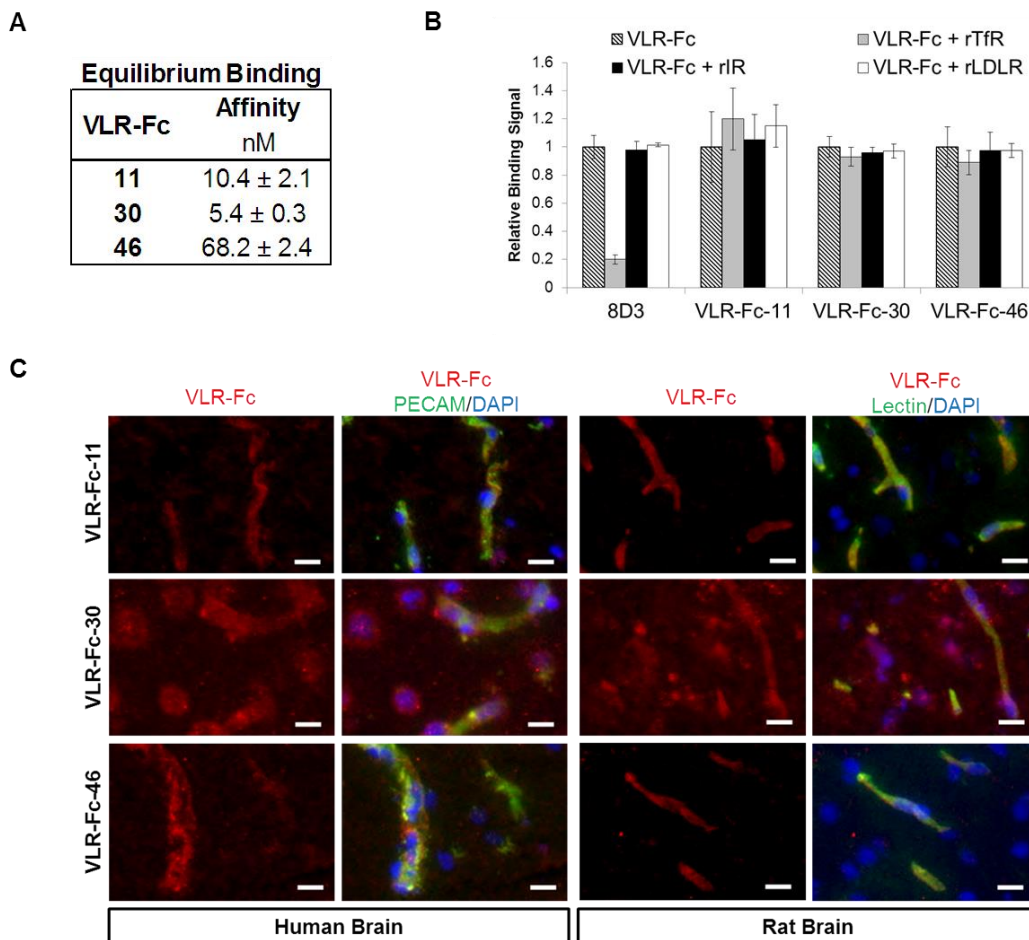 A
Equilibrium Binding
VLR-Fc
Affinity
nM
11 10.4 ± 2.1
30 5.4 ± 0.3
46 68.2 ± 2.4
B
VLR-Fc
VLR-Fc + rTfR
VLR-Fc + rIR
VLR-Fc + rLDLR
Relative Binding Signal
1.6
1.4
1.2
1
0.8
0.6
0.4
0.2
0
8D3 VLR-Fc-11 VLR-Fc-30 VLR-Fc-46
C
VLR-Fc
VLR-Fc
PECAM/DAPI
VLR-Fc
VLR-Fc
Lectin/DAPI
VLR-Fc-11
VLR-Fc-30
VLR-Fc-46
Human Brain
Rat Brain